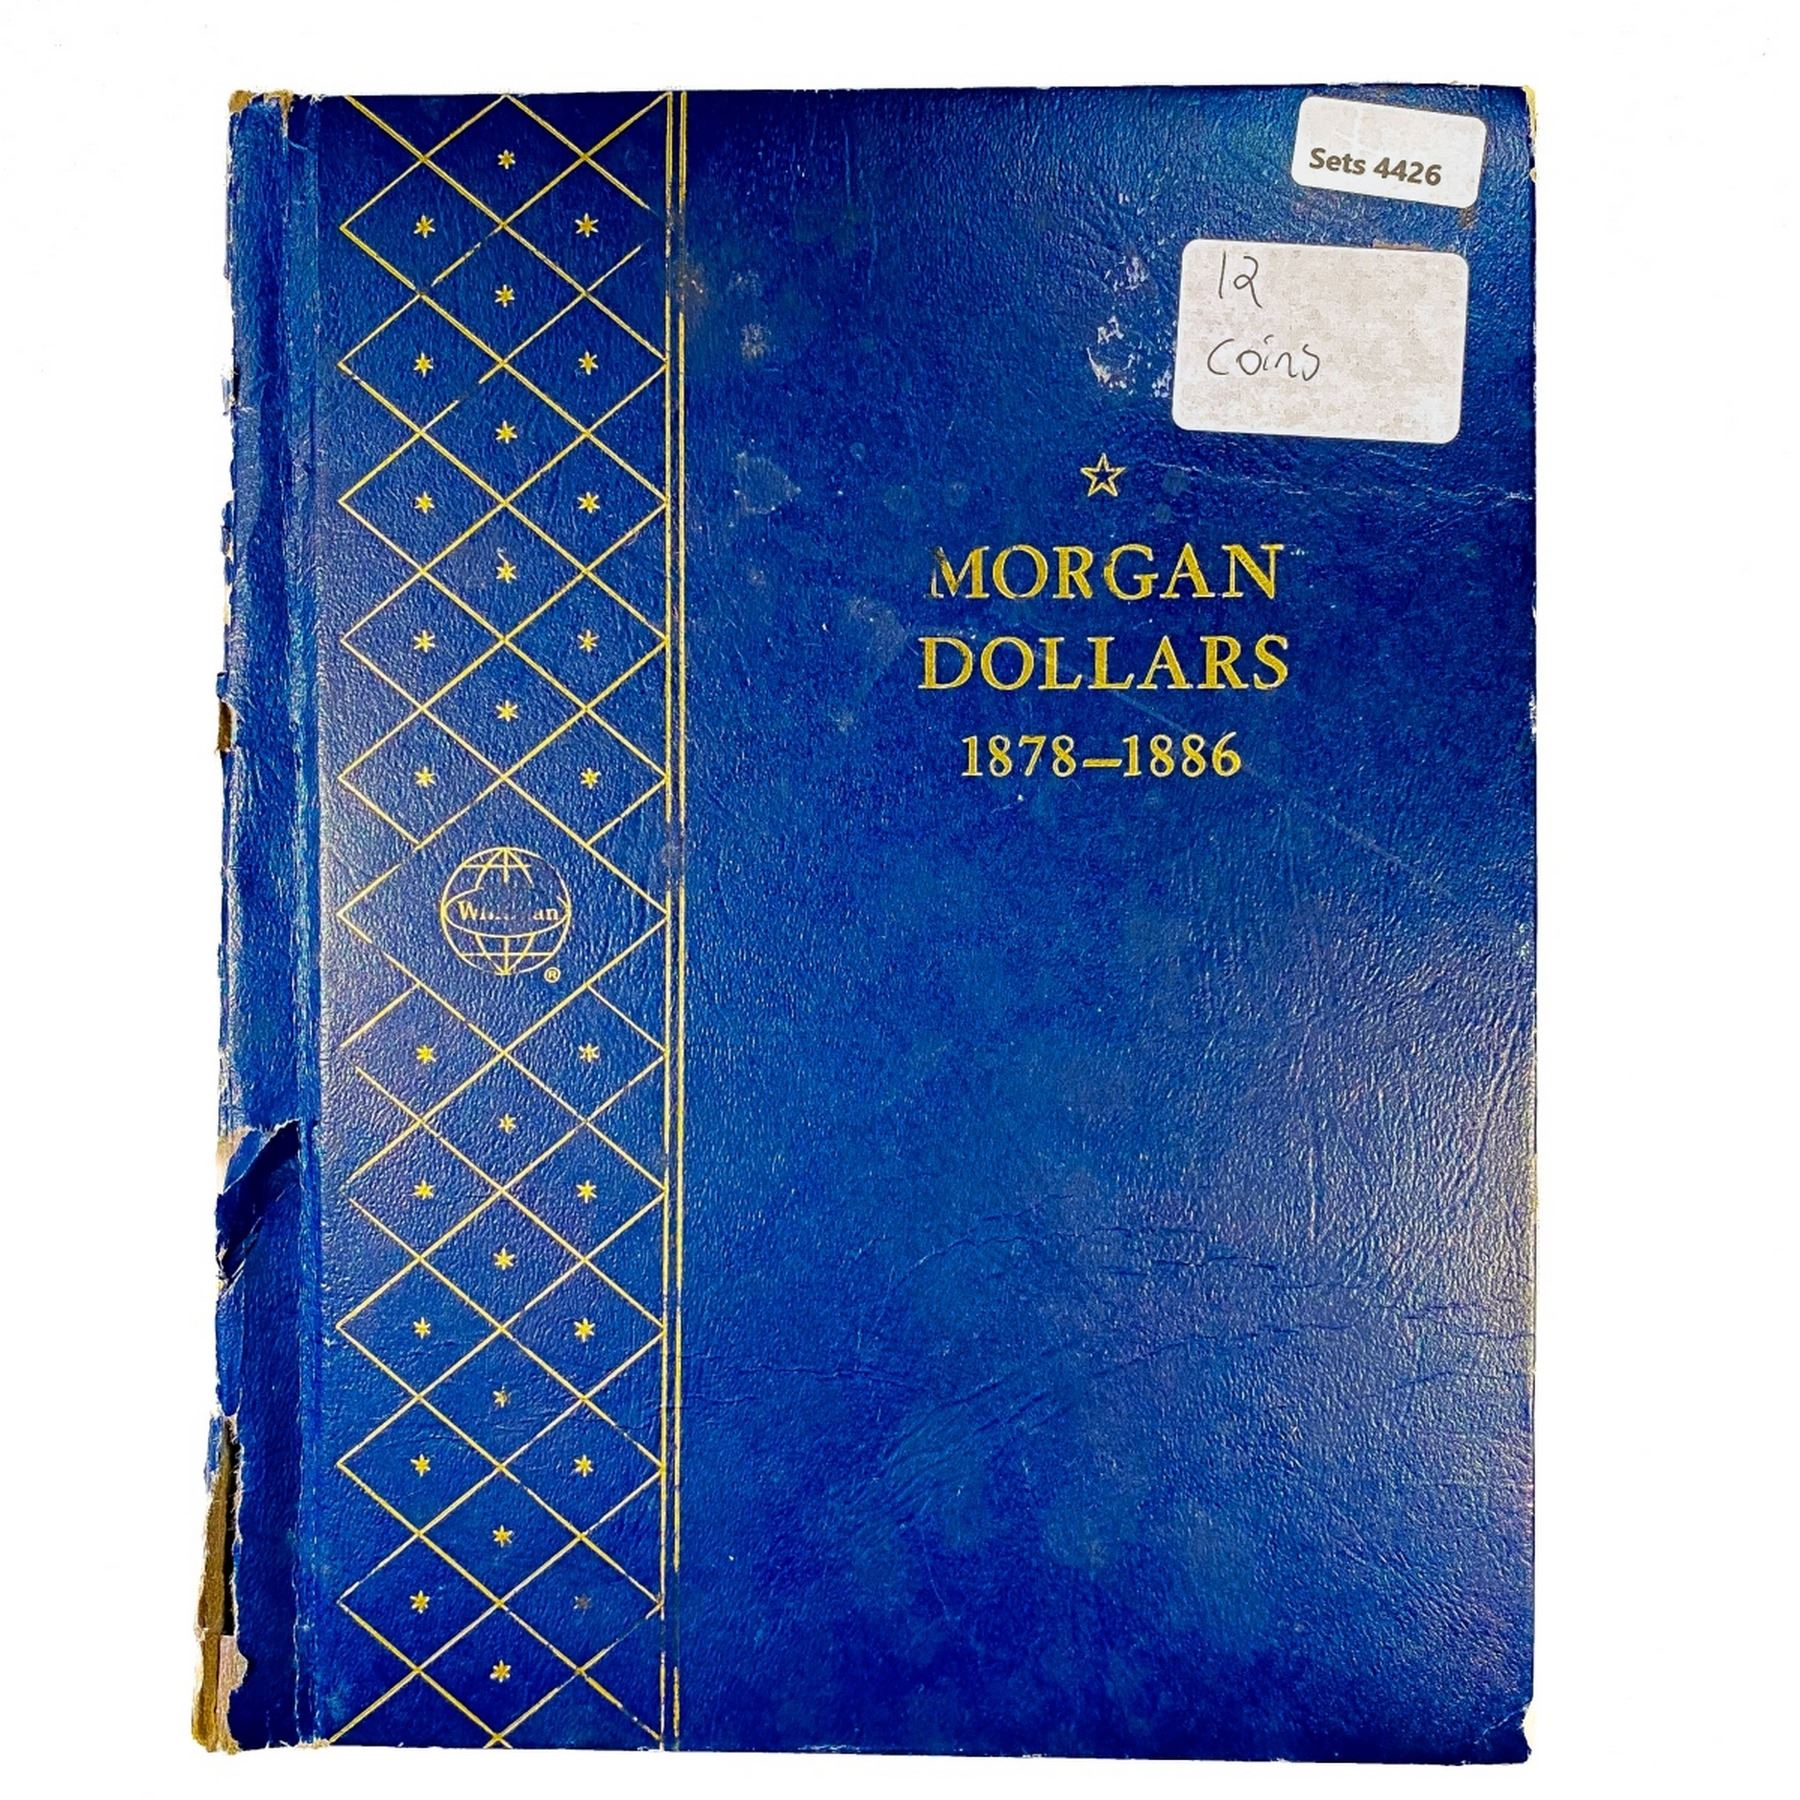 Sets 4426
12
coins
MORGAN
DOLLARS
1878–1886
®